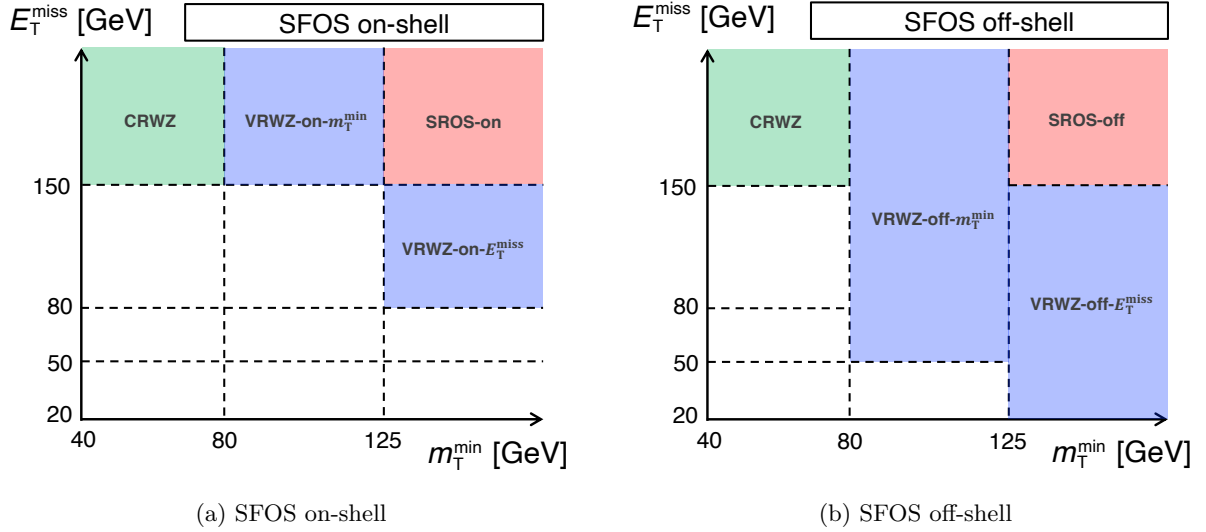 E_T^miss [GeV]
SFOS on-shell
CRWZ
VRWZ-on-m_T^min
SROS-on
150
VRWZ-on-E_T^miss
80
50
20
40
80
125
m_T^min [GeV]
(a) SFOS on-shell
E_T^miss [GeV]
SFOS off-shell
CRWZ
SROS-off
150
VRWZ-off-m_T^min
80
VRWZ-off-E_T^miss
50
20
40
80
125
m_T^min [GeV]
(b) SFOS off-shell